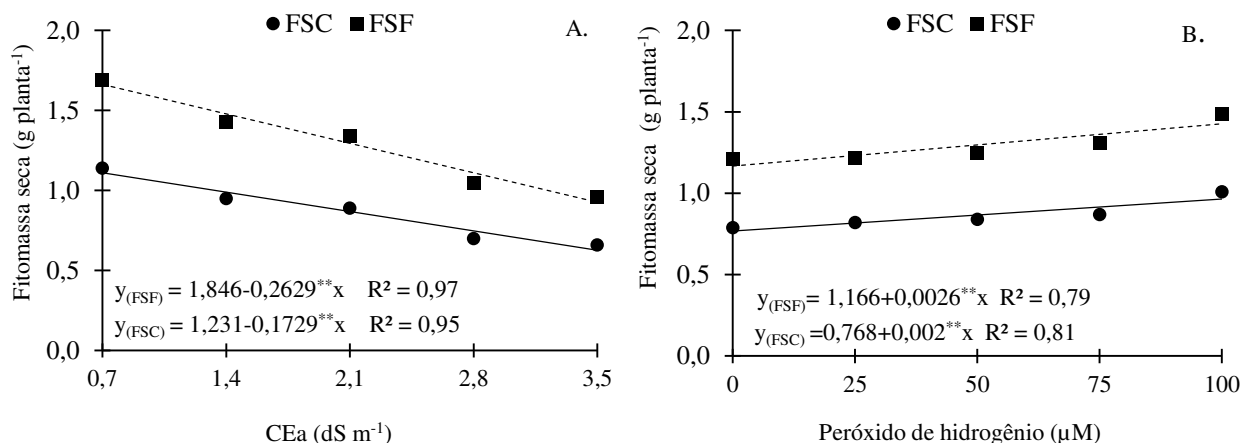 FSC FSF
A.
Fitomassa seca (g planta-1)
2,0
1,5
1,0
0,5
0,0
y(FSF) = 1,846-0,2629**x R² = 0,97
y(FSC) = 1,231-0,1729**x R² = 0,95
0,7 1,4 2,1 2,8 3,5
CEa (dS m-1)
FSC FSF
B.
Fitomassa seca (g planta-1)
2,0
1,5
1,0
0,5
0,0
y(FSF) = 1,166+0,0026**x R² = 0,79
y(FSC) =0,768+0,002**x R² = 0,81
0 25 50 75 100
Peróxido de hidrogênio (µM)